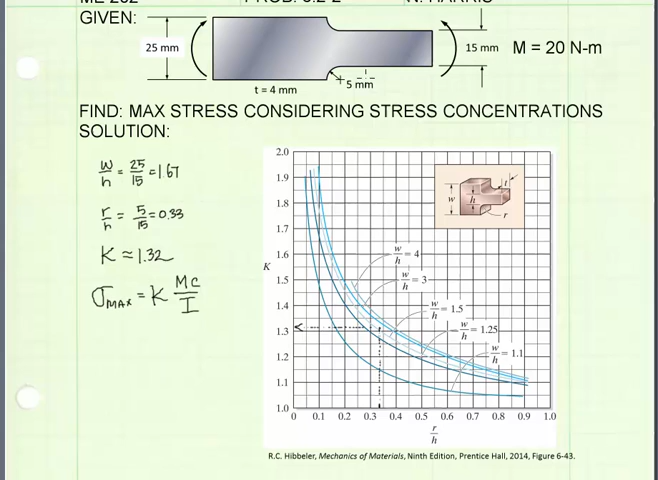 GIVEN:
25 mm
15 mm
M = 20 N-m
5 mm
t = 4 mm
FIND: MAX STRESS CONSIDERING STRESS CONCENTRATIONS
SOLUTION:
w/h = 25/15 = 1.67
r/h = 5/15 = 0.33
K ≈ 1.32
σMAX = K MC/I
2.0
1.9
1.8
1.7
1.6
1.5
1.4
1.3
1.2
1.1
1.0
K
w
h
t
r
w/h = 4
w/h = 3
w/h = 1.5
w/h = 1.25
w/h = 1.1
0 0.1 0.2 0.3 0.4 0.5 0.6 0.7 0.8 0.9 1.0
r/h
R.C. Hibbeler, Mechanics of Materials, Ninth Edition, Prentice Hall, 2014, Figure 6-43.